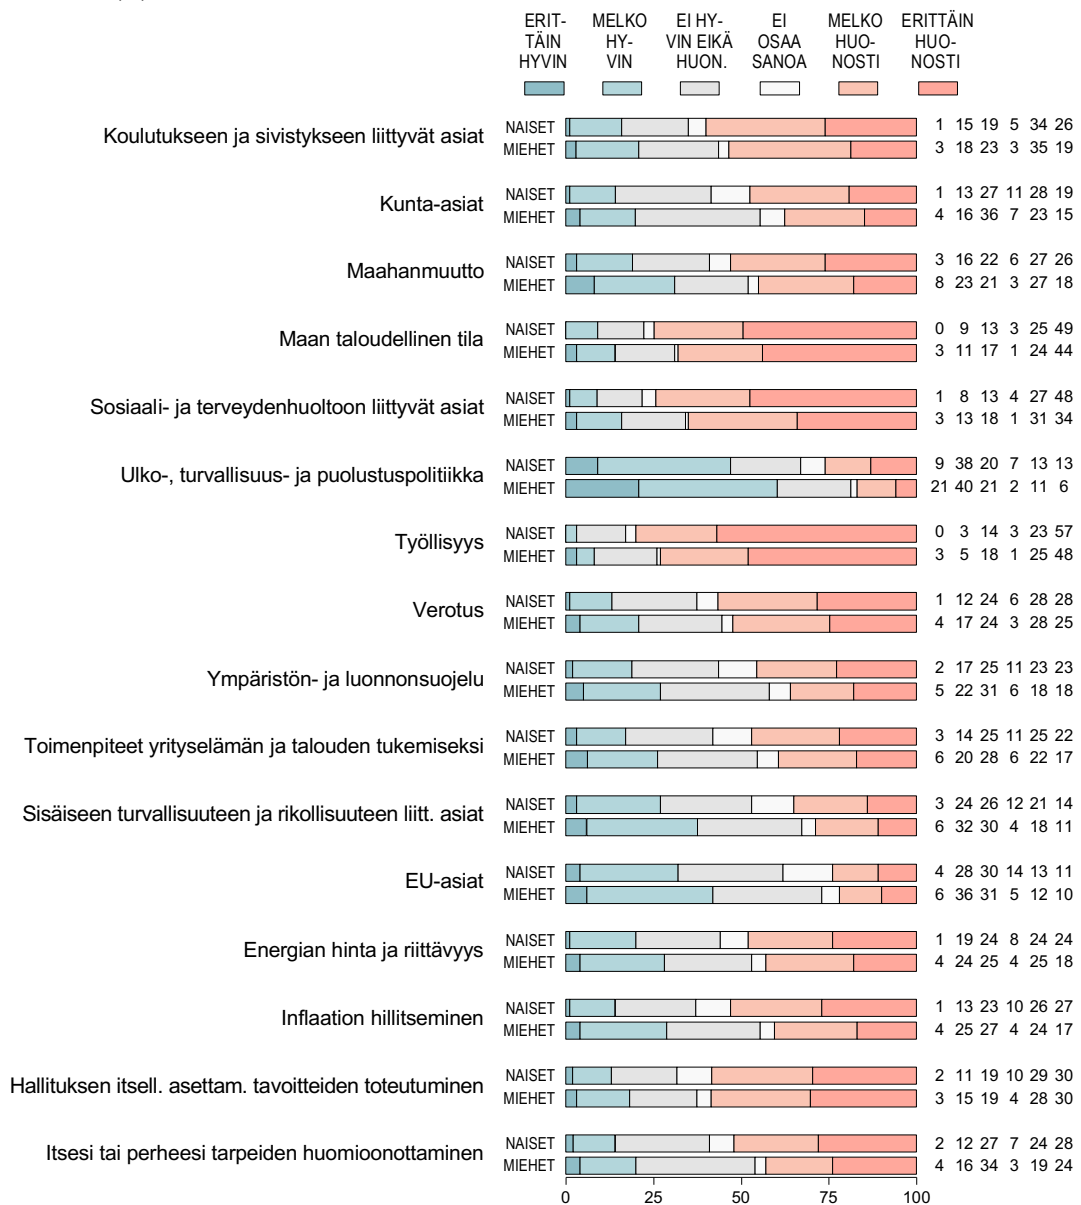 ERIT-
TÄIN
HYVIN
MELKO
HY-
VIN
EI HY-
VIN EIKÄ
HUON.
EI
OSAA
SANOA
MELKO
HUO-
NOSTI
ERITTÄIN
HUO-
NOSTI
Koulutukseen ja sivistykseen liittyvät asiat
NAISET 1 15 19 5 34 26
MIEHET 3 18 23 3 35 19
Kunta-asiat
NAISET 1 13 27 11 28 19
MIEHET 4 16 36 7 23 15
Maahanmuutto
NAISET 3 16 22 6 27 26
MIEHET 8 23 21 3 27 18
Maan taloudellinen tila
NAISET 0 9 13 3 25 49
MIEHET 3 11 17 1 24 44
Sosiaali- ja terveydenhuoltoon liittyvät asiat
NAISET 1 8 13 4 27 48
MIEHET 3 13 18 1 31 34
Ulko-, turvallisuus- ja puolustuspolitiikka
NAISET 9 38 20 7 13 13
MIEHET 21 40 21 2 11 6
Työllisyys
NAISET 0 3 14 3 23 57
MIEHET 3 5 18 1 25 48
Verotus
NAISET 1 12 24 6 28 28
MIEHET 4 17 24 3 28 25
Ympäristön- ja luonnonsuojelu
NAISET 2 17 25 11 23 23
MIEHET 5 22 31 6 18 18
Toimenpiteet yrityselämän ja talouden tukemiseksi
NAISET 3 14 25 11 25 22
MIEHET 6 20 28 6 22 17
Sisäiseen turvallisuuteen ja rikollisuuteen liitt. asiat
NAISET 3 24 26 12 21 14
MIEHET 6 32 30 4 18 11
EU-asiat
NAISET 4 28 30 14 13 11
MIEHET 6 36 31 5 12 10
Energian hinta ja riittävyys
NAISET 1 19 24 8 24 24
MIEHET 4 24 25 4 25 18
Inflaation hillitseminen
NAISET 1 13 23 10 26 27
MIEHET 4 25 27 4 24 17
Hallituksen itsell. asettam. tavoitteiden toteutuminen
NAISET 2 11 19 10 29 30
MIEHET 3 15 19 4 28 30
Itsesi tai perheesi tarpeiden huomioonottaminen
NAISET 2 12 27 7 24 28
MIEHET 4 16 34 3 19 24
0 25 50 75 100